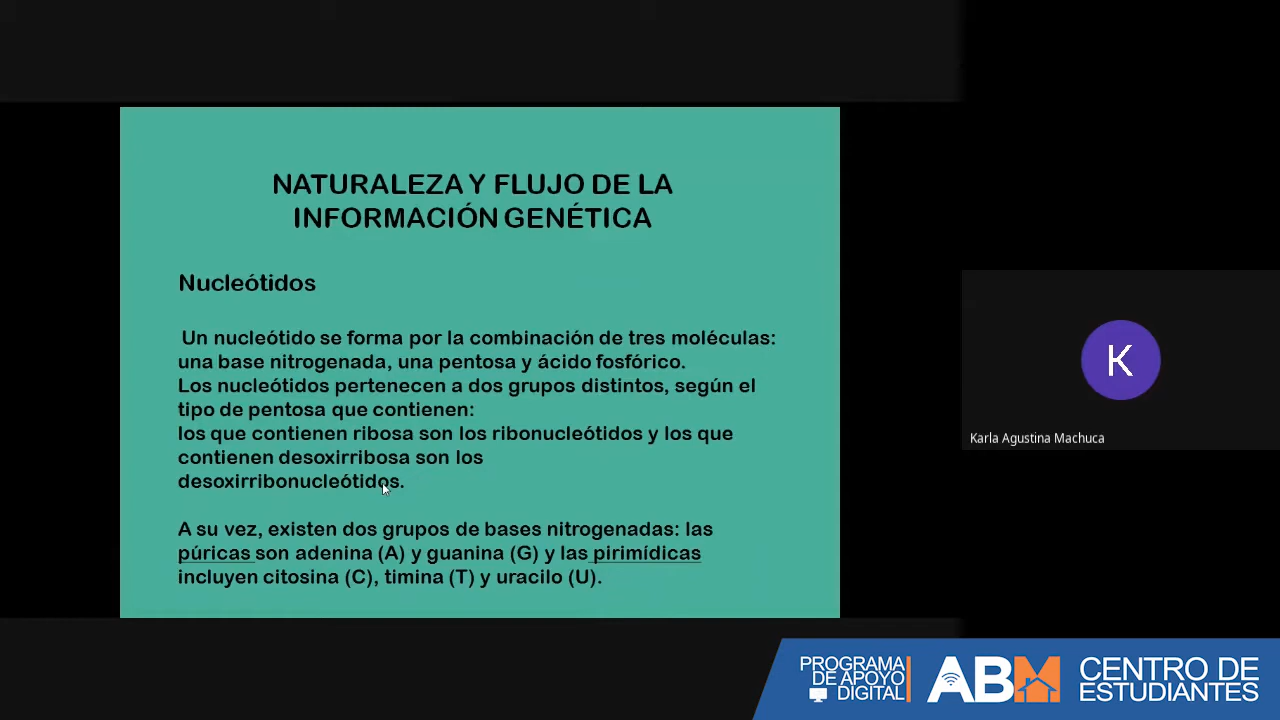 NATURALEZA Y FLUJO DE LA
INFORMACIÓN GENÉTICA
Nucleótidos
Un nucleótido se forma por la combinación de tres moléculas:
una base nitrogenada, una pentosa y ácido fosfórico.
Los nucleótidos pertenecen a dos grupos distintos, según el
tipo de pentosa que contienen:
los que contienen ribosa son los ribonucleótidos y los que
contienen desoxirribosa son los
desoxirribonucleótidos.
A su vez, existen dos grupos de bases nitrogenadas: las
púricas son adenina (A) y guanina (G) y las pirimídicas
incluyen citosina (C), timina (T) y uracilo (U).
K
Karla Agustina Machuca
PROGRAMA
DE APOYO
DIGITAL
ABM
CENTRO DE
ESTUDIANTES